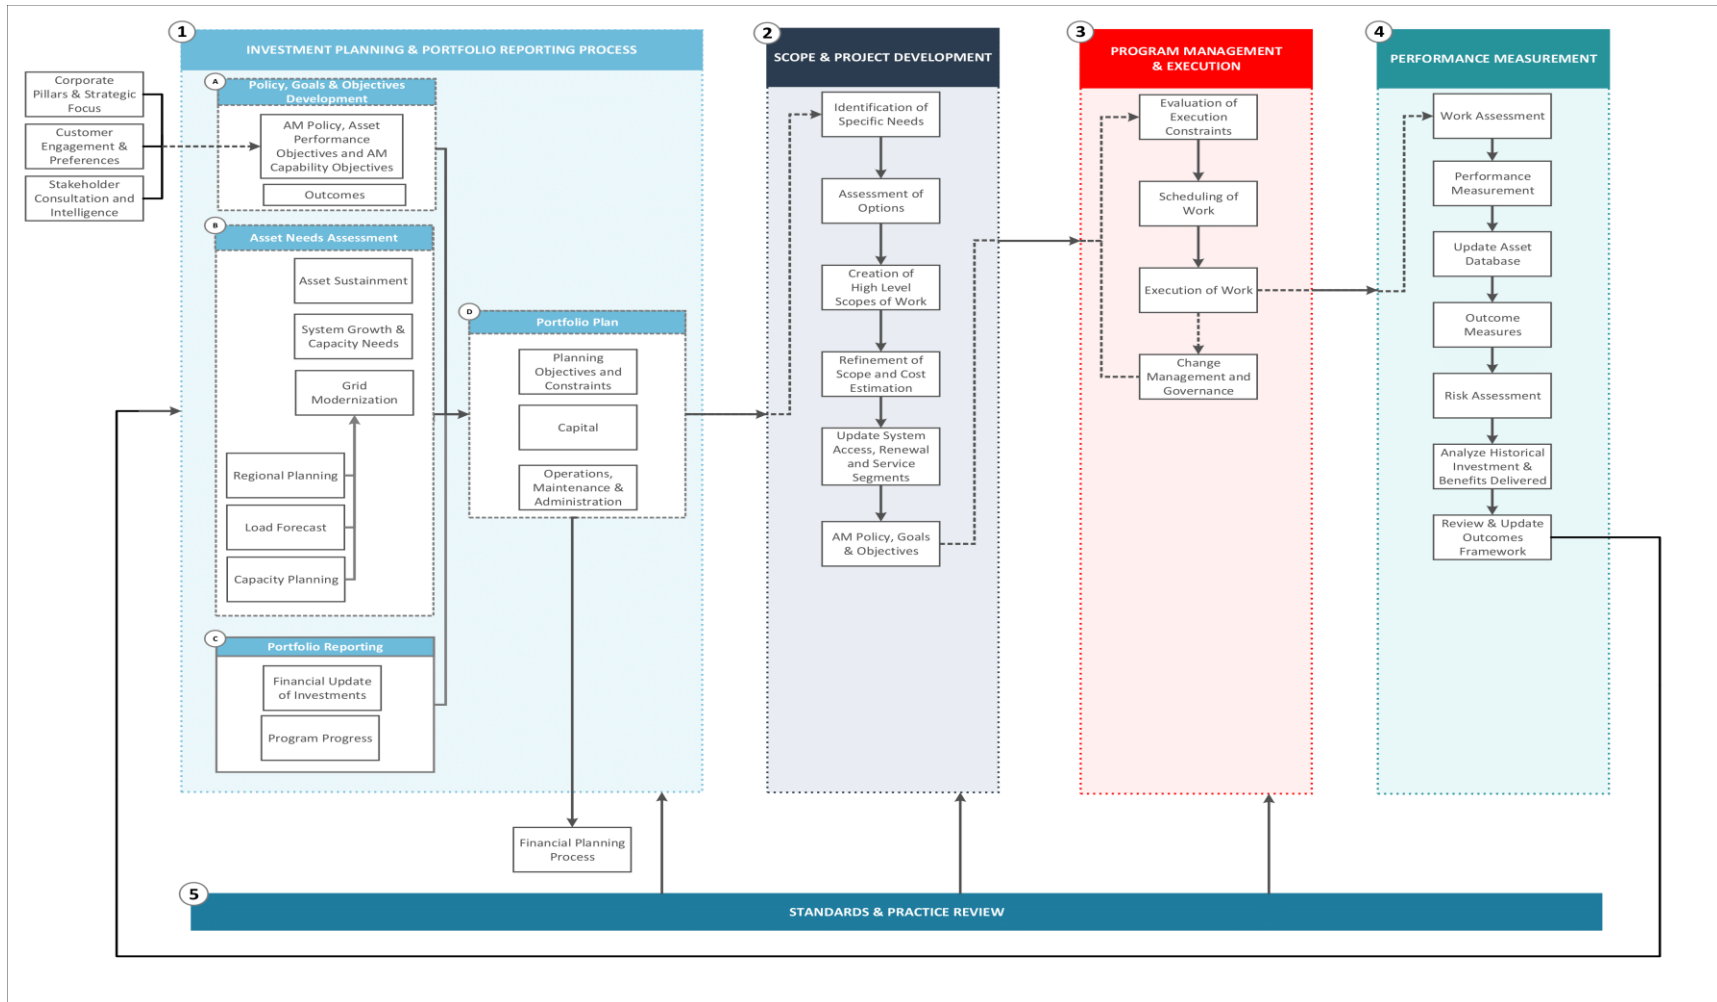 1
INVESTMENT PLANNING & PORTFOLIO REPORTING PROCESS
Corporate
Pillars & Strategic
Focus
Customer
Engagement &
Preferences
Stakeholder
Consultation and
Intelligence
A
Policy, Goals & Objectives
Development
AM Policy, Asset
Performance
Objectives and AM
Capability Objectives
Outcomes
B
Asset Needs Assessment
Asset Sustainment
System Growth &
Capacity Needs
Grid
Modernization
Regional Planning
Load Forecast
Capacity Planning
C
Portfolio Reporting
Financial Update
of Investments
Program Progress
D
Portfolio Plan
Planning
Objectives and
Constraints
Capital
Operations,
Maintenance &
Administration
Financial Planning
Process
2
SCOPE & PROJECT DEVELOPMENT
Identification of
Specific Needs
Assessment of
Options
Creation of
High Level
Scopes of Work
Refinement of
Scope and Cost
Estimation
Update System
Access, Renewal
and Service
Segments
AM Policy, Goals
& Objectives
3
PROGRAM MANAGEMENT
& EXECUTION
Evaluation of
Execution
Constraints
Scheduling of
Work
Execution of Work
Change
Management and
Governance
4
PERFORMANCE MEASUREMENT
Work Assessment
Performance
Measurement
Update Asset
Database
Outcome
Measures
Risk Assessment
Analyze Historical
Investment &
Benefits Delivered
Review & Update
Outcomes
Framework
5
STANDARDS & PRACTICE REVIEW